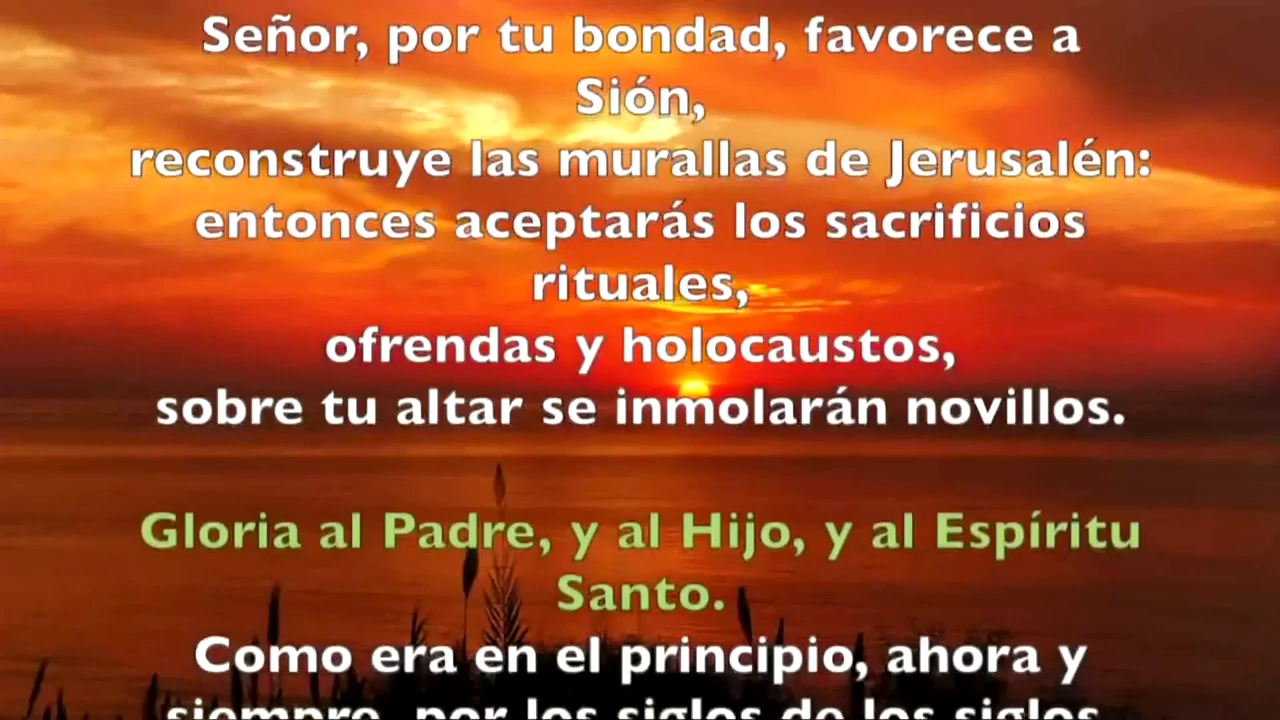 Señor, por tu bondad, favorece a
Sión,
reconstruye las murallas de Jerusalén:
entonces aceptarás los sacrificios
rituales,
ofrendas y holocaustos,
sobre tu altar se inmolarán novillos.
Gloria al Padre, y al Hijo, y al Espíritu
Santo.
Como era en el principio, ahora y
siempre, por los siglos de los siglos